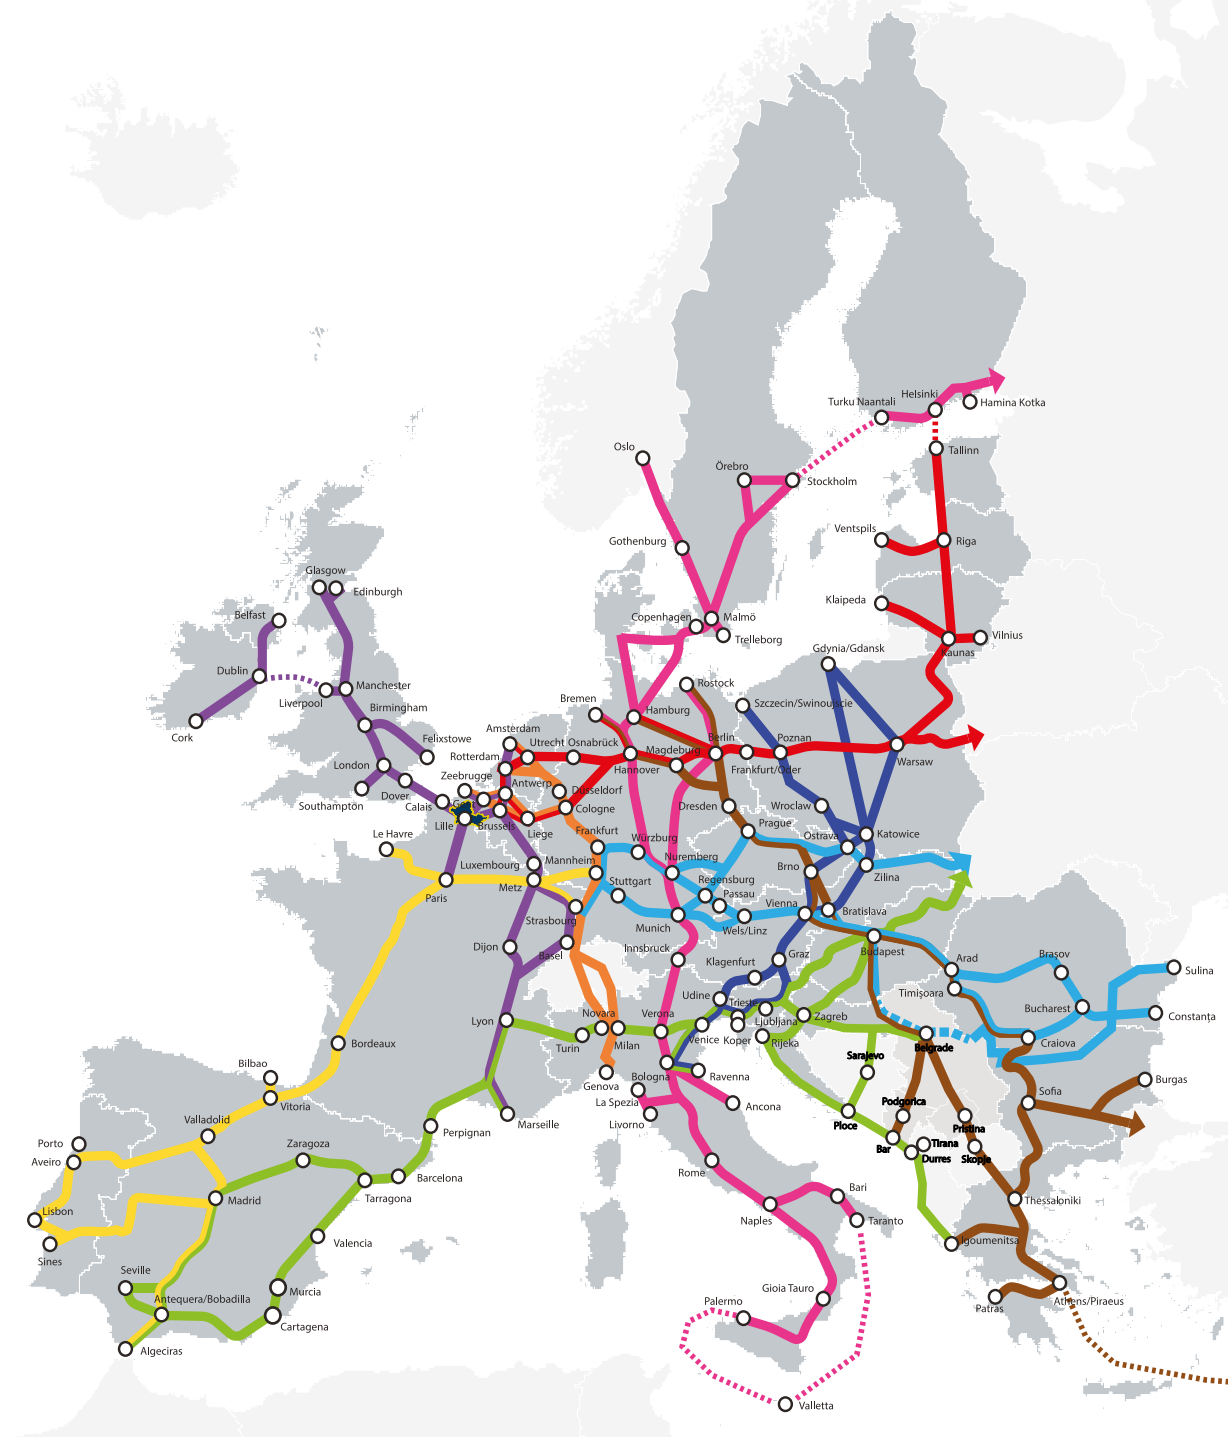 Helsinki
Turku Naantali
Hamina Kotka
Oslo
Tallinn
Örebro
Stockholm
Ventspils
Gothenburg
Riga
Glasgow
Edinburgh
Klaipeda
Belfast
Copenhagen
Malmö
Trelleborg
Vilnius
Kaunas
Gdynia/Gdansk
Dublin
Manchester
Liverpool
Rostock
Bremen
Szczecin/Swinoujscie
Birmingham
Hamburg
Cork
Amsterdam
Felixstowe
Utrecht
Osnabrück
Magdeburg
Berlin
Poznan
Rotterdam
Hannover
Frankfurt/Oder
Warsaw
London
Zeebrugge
Antwerp
Düsseldorf
Southampton
Dover
Calais
Gent
Cologne
Dresden
Wroclaw
Lille
Brussels
Liege
Prague
Ostrava
Katowice
Le Havre
Frankfurt
Würzburg
Luxembourg
Mannheim
Nuremberg
Brno
Zilina
Paris
Metz
Stuttgart
Regensburg
Passau
Vienna
Bratislava
Strasbourg
Munich
Wels/Linz
Dijon
Basel
Innsbruck
Graz
Budapest
Klagenfurt
Arad
Braşov
Sulina
Timişoara
Udine
Trieste
Bucharest
Constanţa
Lyon
Novara
Verona
Ljubljana
Zagreb
Turin
Milan
Venice
Koper
Rijeka
Belgrade
Craiova
Bordeaux
Sarajevo
Bilbao
Genova
Bologna
Ravenna
Burgas
Vitoria
La Spezia
Ancona
Podgorica
Sofia
Valladolid
Marseille
Livorno
Ploce
Pristina
Perpignan
Porto
Zaragoza
Bar
Tirana
Durres
Skopje
Aveiro
Barcelona
Rome
Tarragona
Madrid
Bari
Thessaloniki
Lisbon
Naples
Taranto
Valencia
Igoumenitsa
Sines
Seville
Murcia
Gioia Tauro
Antequera/Bobadilla
Palermo
Patras
Athens/Piraeus
Cartagena
Algeciras
Valletta